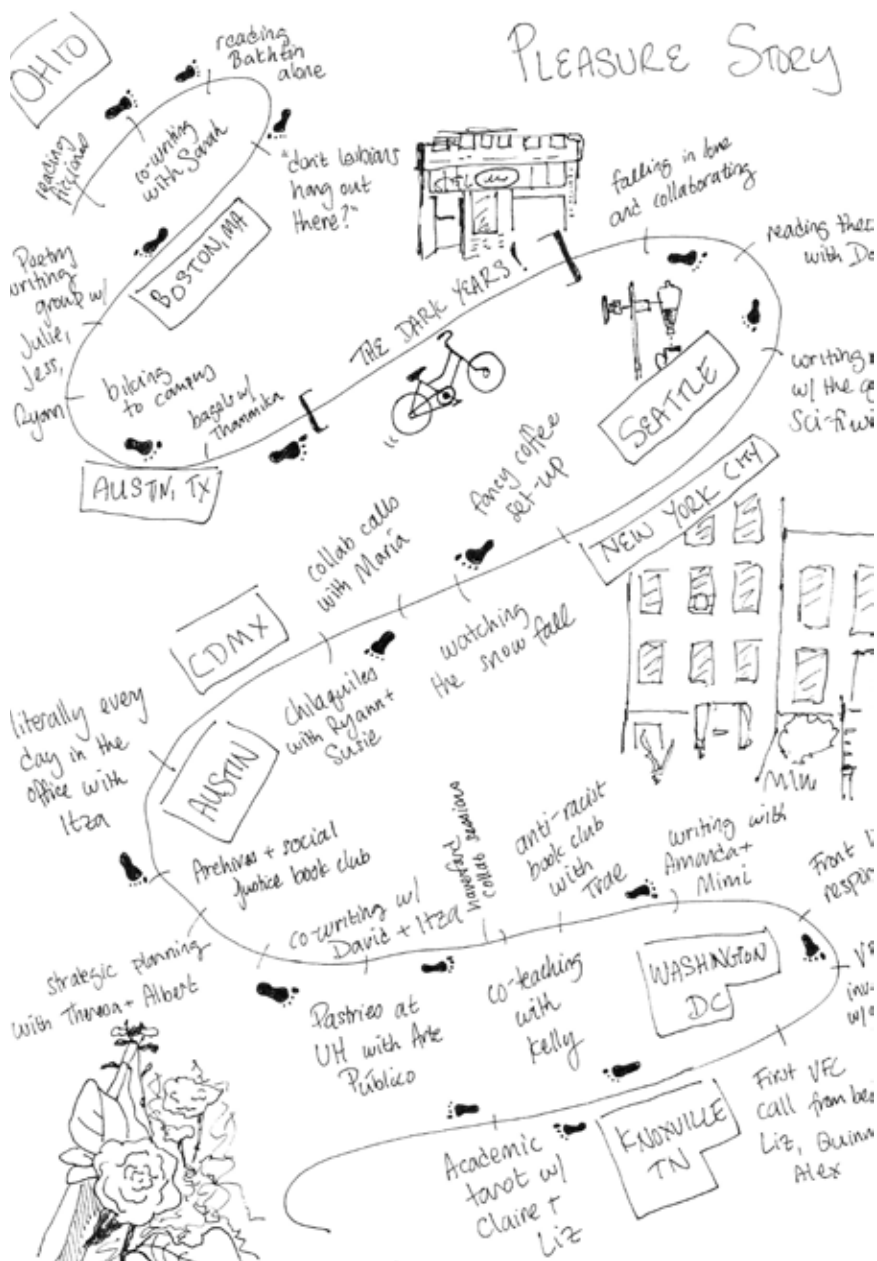 PLEASURE STORY
OHIO
reading
fictional
co-writing
with Sarah
reading
Bakhtin
alone
"don't lesbians
hang out
there?"
BOSTON, MA
Poetry
writing
group w/
Julie,
Jess,
Ryann
biking
to campus
AUSTIN, TX
bagels w/
Thammika
THE DARK YEARS
falling in love
and collaborating
reading
with
writing
w/ the
Sci-fi
SEATTLE
NEW YORK CITY
fancy coffee
set-up
watching
the snow fall
collab calls
with María
chilaquiles
with Ryann +
Susie
CDMX
AUSTIN
literally every
day in the
office with
Itza
Archives + social
justice book club
strategic planning
with Theresa + Albert
co-writing w/
David + Itza
Pastries at
UH with Arte
Público
Haverford
collab sessions
co-teaching
with
Kelly
anti-racist
book club
with
Trae
writing with
Amanda +
Mimi
WASHINGTON
DC
Front
First VFC
call from
Liz, Quinn
Alex
KNOXVILLE
TN
Academic
tarot w/
Claire +
Liz